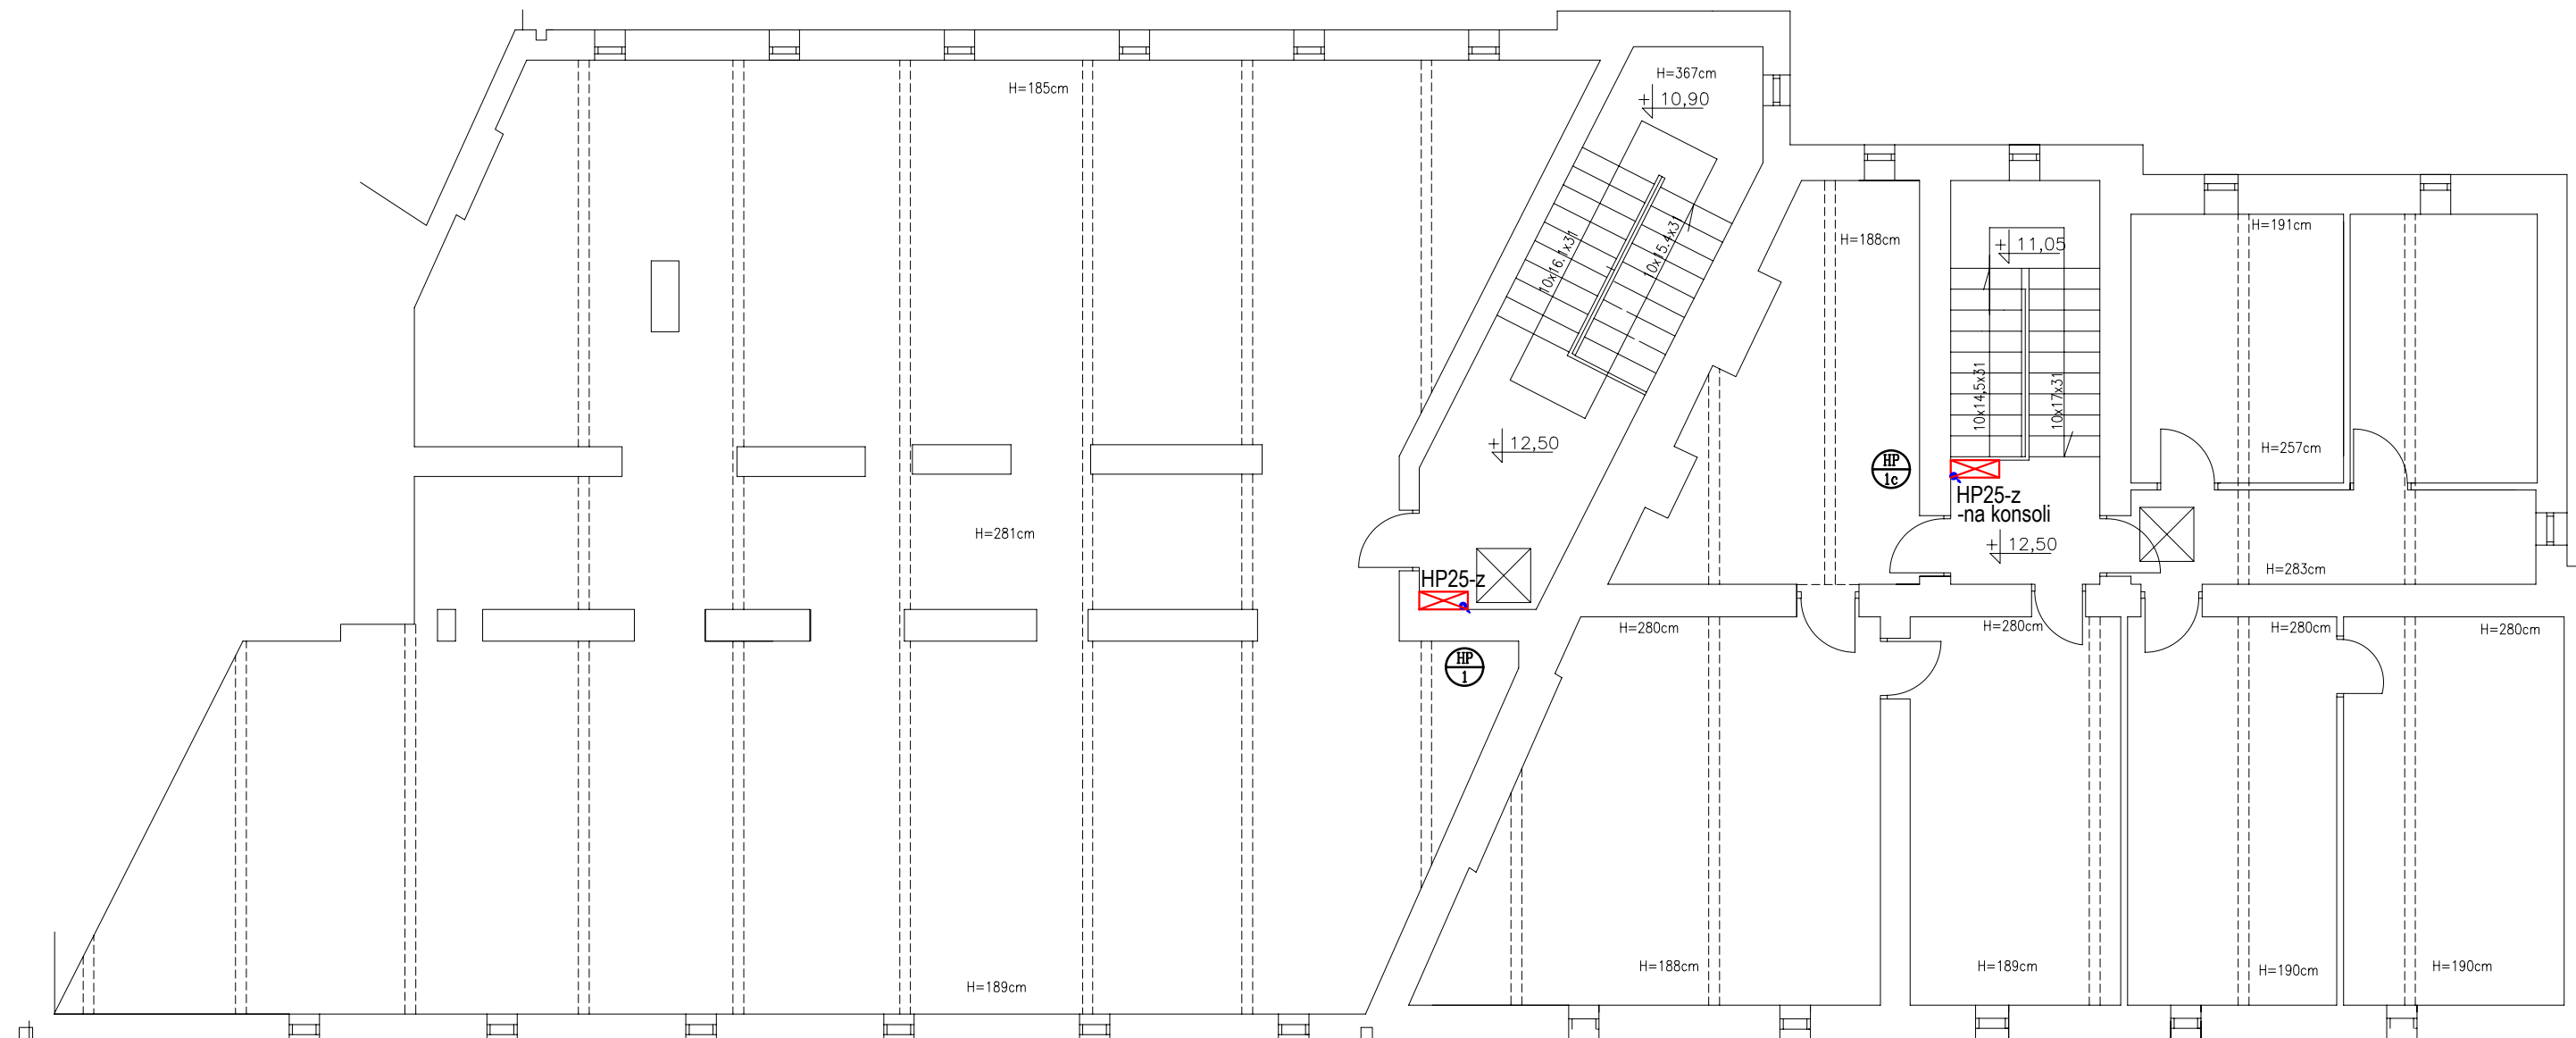 H=367cm
+ 10,90
H=185cm
H=191cm
H=188cm
+ 11,05
10x16.1x31
10x15.4x31
10x14,5x31
10x17x31
+ 12,50
H=257cm
HP
1c
HP25-z
-na konsoli
H=281cm
+ 12,50
H=283cm
HP25-z
H=280cm
H=280cm
H=280cm
H=280cm
HP
1
H=188cm
H=189cm
H=190cm
H=190cm
H=189cm